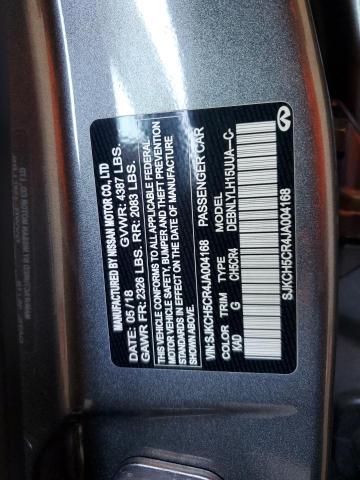 MANUFACTURED BY NISSAN MOTOR CO., LTD
DATE: 05 / 18 GVWR: 4387 LBS.
GAWR FR: 2326 LBS. RR: 2083 LBS.
THIS VEHICLE CONFORMS TO ALL APPLICABLE FEDERAL
MOTOR VEHICLE SAFETY, BUMPER AND THEFT PREVENTION
STANDARDS IN EFFECT ON THE DATE OF MANUFACTURE
SHOWN ABOVE.
VIN: SJKCH5CR4JA004168 PASSENGER CAR
COLOR TRIM MODEL DEBNLYLH15UUA---C-
KAD G CH5CR4
SJKCH5CR4JA004168